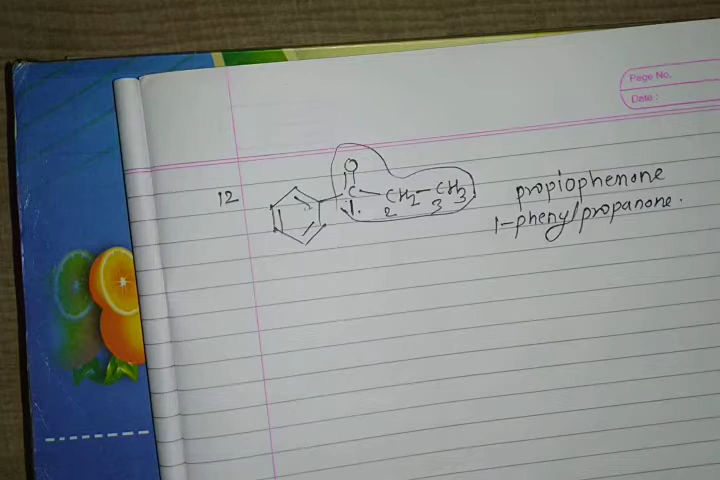 Page No.
Date :
12
O
C — CH2 — CH3
1. 2 3
propiophenone
1-phenylpropanone.